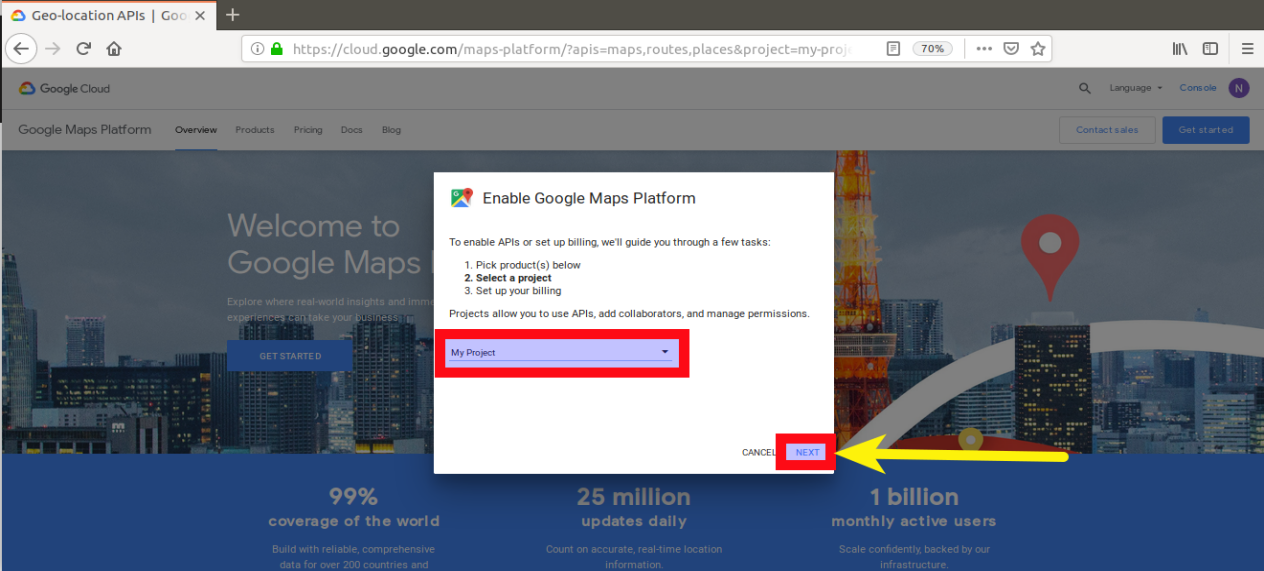 Geo-location APIs | Goo
https://cloud.google.com/maps-platform/?apis=maps,routes,places&project=my-proje
70%
Google Cloud
Language
Console
N
Google Maps Platform
Overview
Products
Pricing
Docs
Blog
Contact sales
Get started
Welcome to
Google Maps
Explore where real-world insights and imme
experiences can take your business.
GET STARTED
Enable Google Maps Platform
To enable APIs or set up billing, we'll guide you through a few tasks:
1. Pick product(s) below
2. Select a project
3. Set up your billing
Projects allow you to use APIs, add collaborators, and manage permissions.
My Project
CANCEL
NEXT
99%
coverage of the world
Build with reliable, comprehensive
data for over 200 countries and
25 million
updates daily
Count on accurate, real-time location
information.
1 billion
monthly active users
Scale confidently, backed by our
infrastructure.